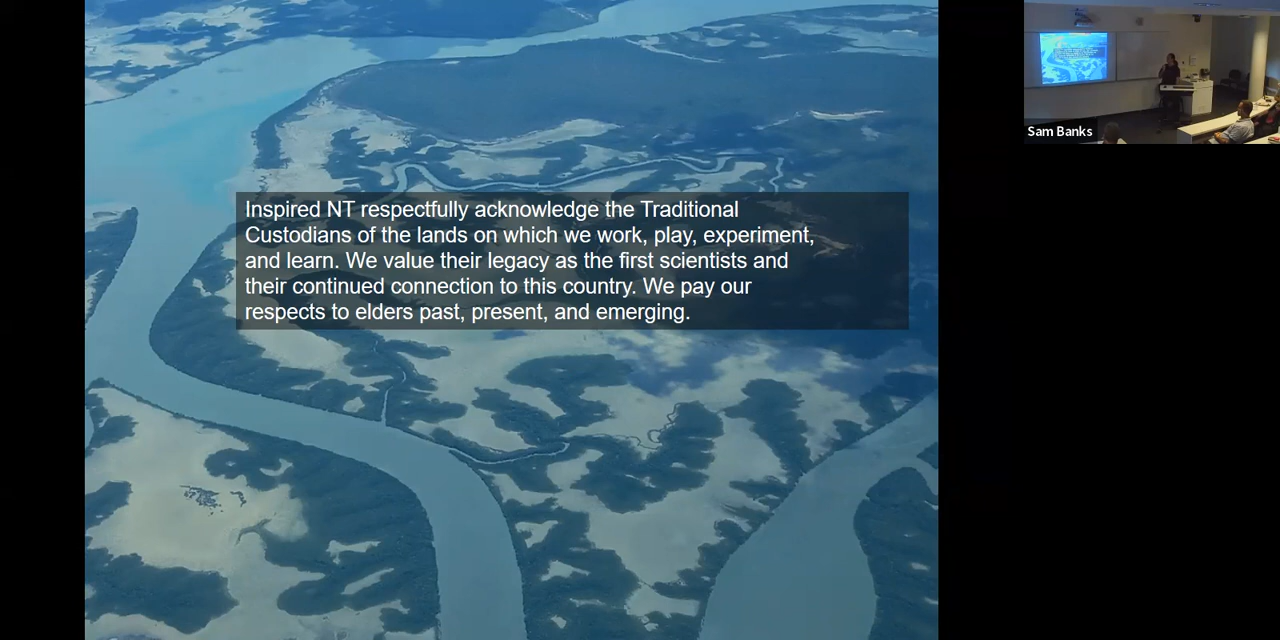 Inspired NT respectfully acknowledge the Traditional
Custodians of the lands on which we work, play, experiment,
and learn. We value their legacy as the first scientists and
their continued connection to this country. We pay our
respects to elders past, present, and emerging.
Sam Banks